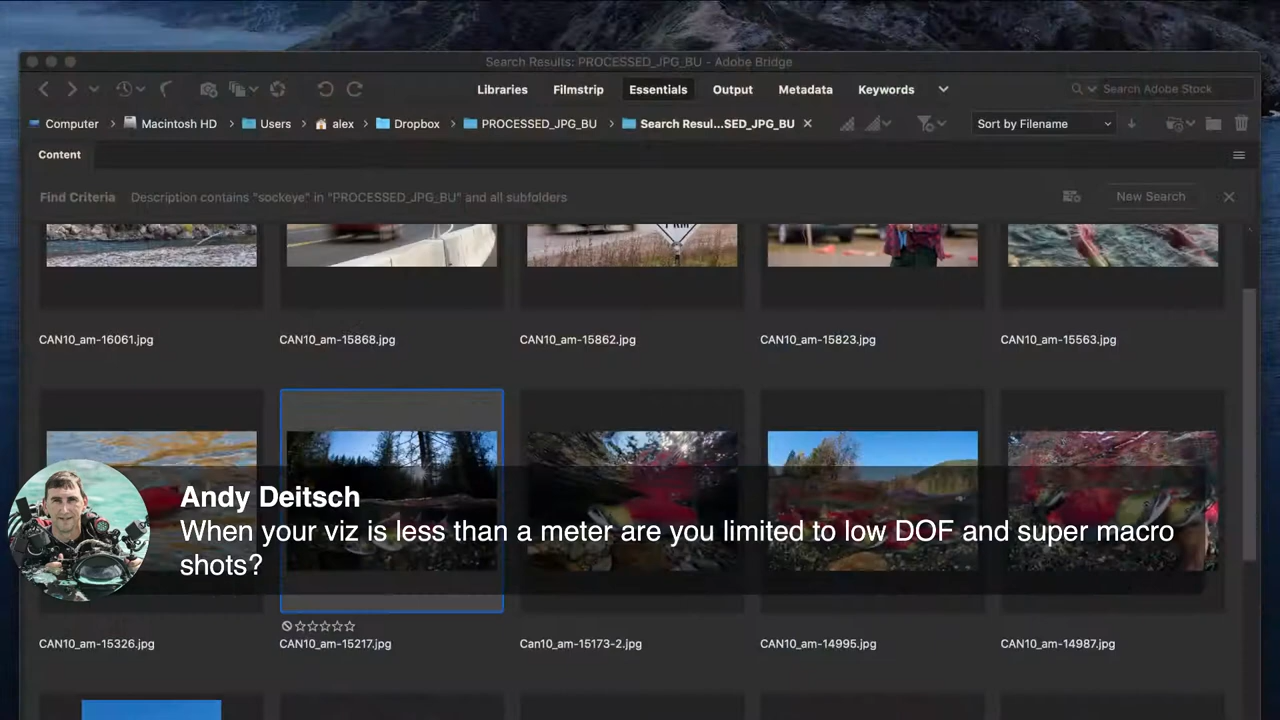 Search Results: PROCESSED_JPG_BU - Adobe Bridge
Libraries Filmstrip Essentials Output Metadata Keywords Search Adobe Stock
Computer Macintosh HD Users alex Dropbox PROCESSED_JPG_BU Search Resul...SED_JPG_BU Sort by Filename
Content
Find Criteria Description contains "sockeye" in "PROCESSED_JPG_BU" and all subfolders New Search
CAN10_am-16061.jpg CAN10_am-15868.jpg CAN10_am-15862.jpg CAN10_am-15823.jpg CAN10_am-15563.jpg
Andy Deitsch
When your viz is less than a meter are you limited to low DOF and super macro
shots?
CAN10_am-15326.jpg CAN10_am-15217.jpg Can10_am-15173-2.jpg CAN10_am-14995.jpg CAN10_am-14987.jpg